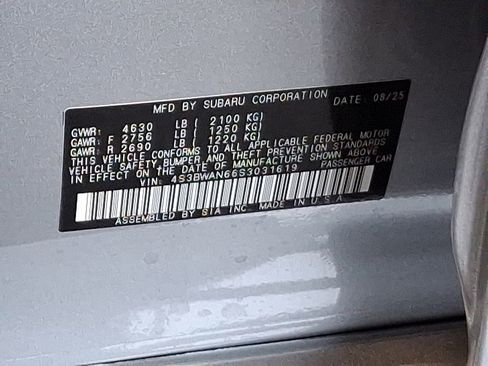 MFD BY SUBARU CORPORATION DATE: 08/25
GWWR: 4630 LB ( 2100 KG)
GAWR: F 2756 LB ( 1250 KG)
GAWR: R 2690 LB ( 1220 KG)
THIS VEHICLE CONFORMS TO ALL APPLICABLE FEDERAL MOTOR
VEHICLE SAFETY, BUMPER AND THEFT PREVENTION STANDARDS
IN EFFECT ON THE DATE OF MANUFACTURE SHOWN ABOVE.
VIN: 4S3BWAN66S3031619 PASSENGER CAR
ASSEMBLED BY SIA INC. MADE IN U.S.A.